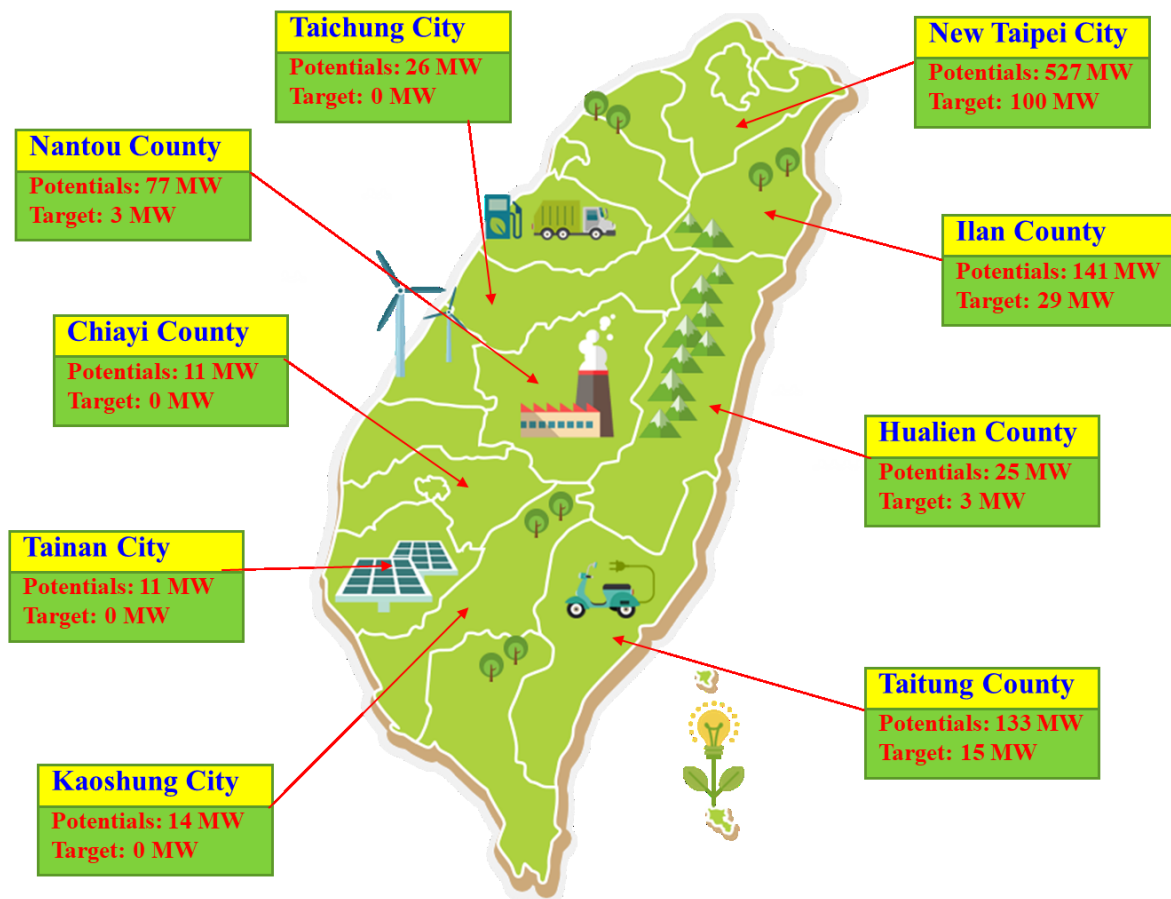 Taichung City
Potentials: 26 MW
Target: 0 MW
New Taipei City
Potentials: 527 MW
Target: 100 MW
Nantou County
Potentials: 77 MW
Target: 3 MW
Ilan County
Potentials: 141 MW
Target: 29 MW
Chiayi County
Potentials: 11 MW
Target: 0 MW
Hualien County
Potentials: 25 MW
Target: 3 MW
Tainan City
Potentials: 11 MW
Target: 0 MW
Taitung County
Potentials: 133 MW
Target: 15 MW
Kaoshung City
Potentials: 14 MW
Target: 0 MW